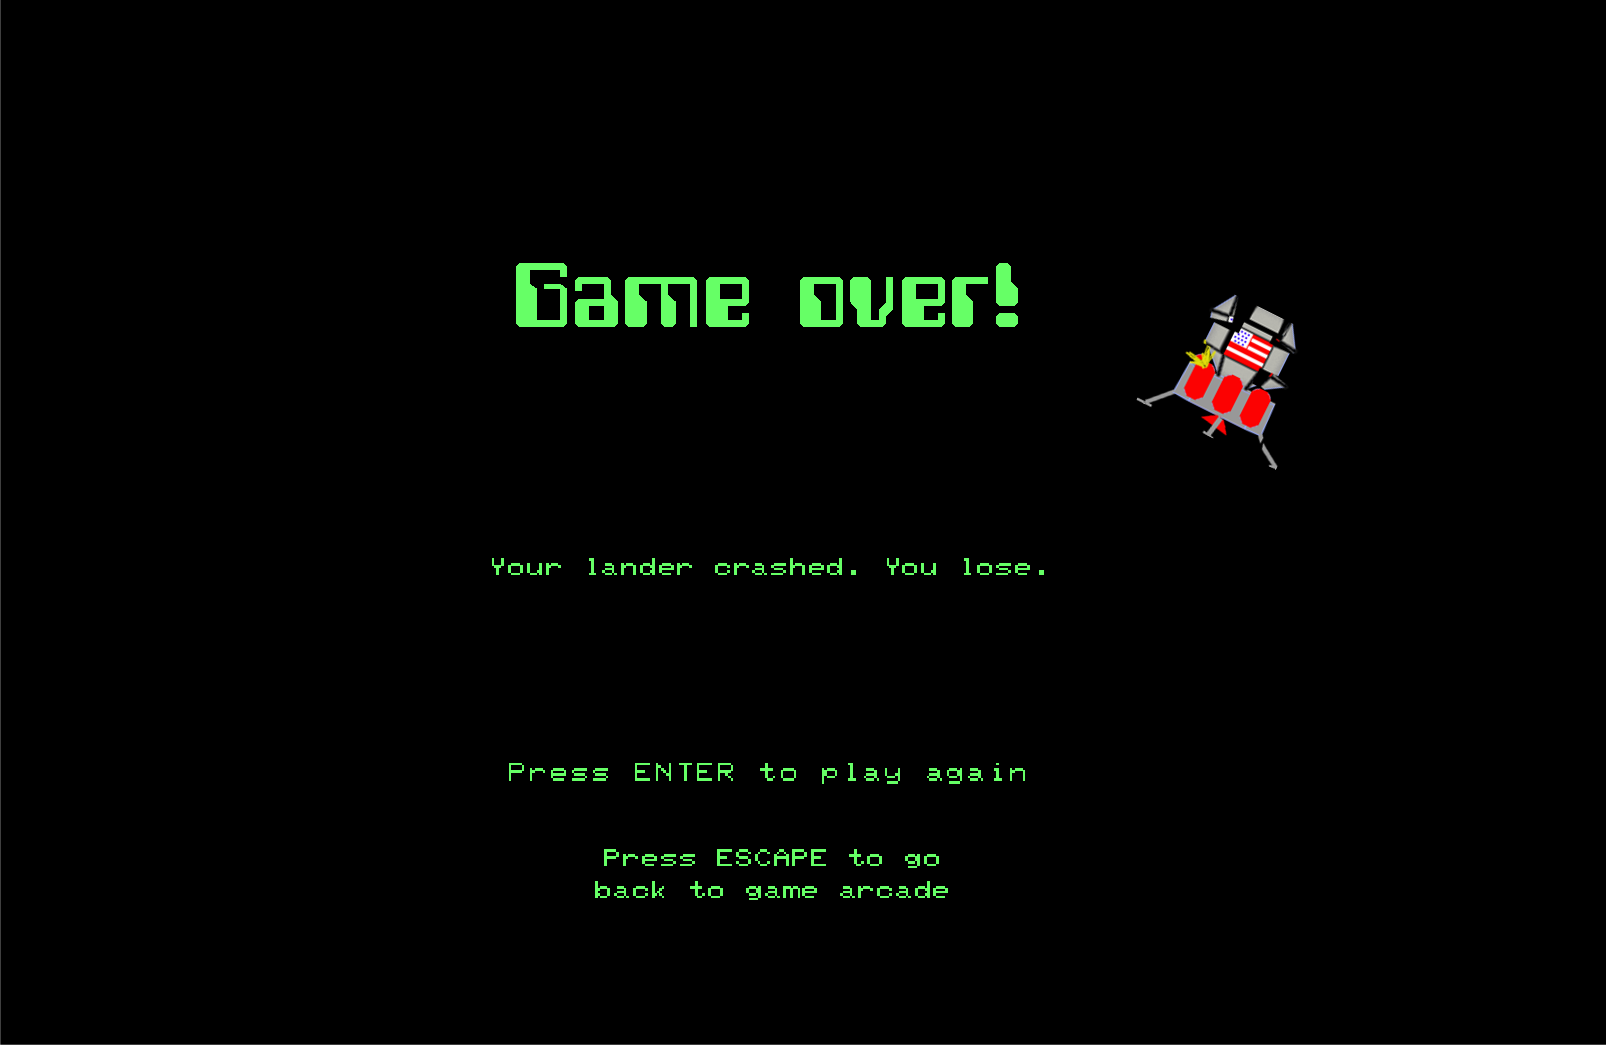 Game over!
Your lander crashed. You lose.
Press ENTER to play again
Press ESCAPE to go
back to game arcade